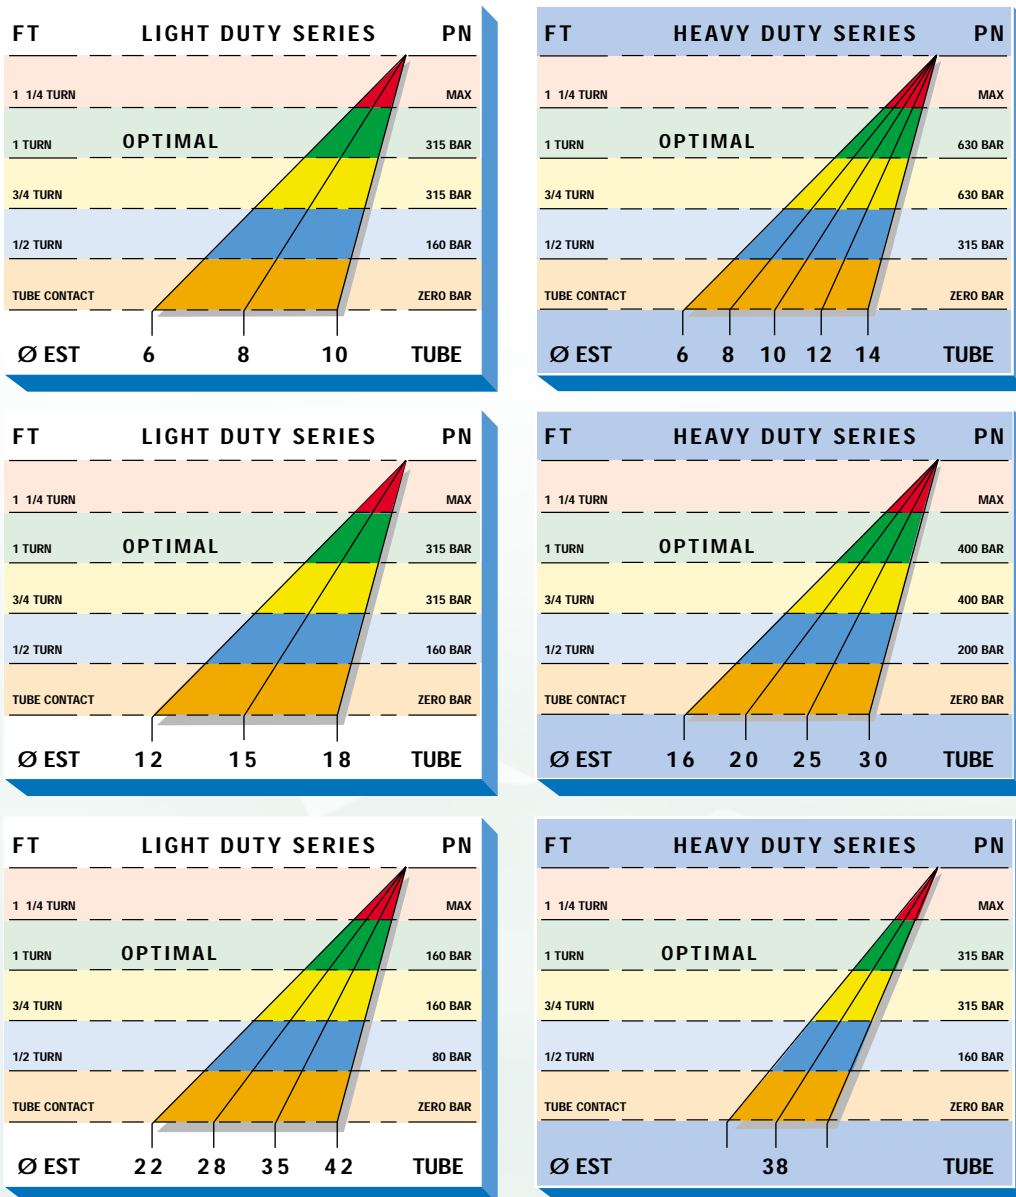 FT LIGHT DUTY SERIES PN
1 1/4 TURN MAX
1 TURN OPTIMAL 315 BAR
3/4 TURN 315 BAR
1/2 TURN 160 BAR
TUBE CONTACT ZERO BAR
Ø EST 6 8 10 TUBE
FT HEAVY DUTY SERIES PN
1 1/4 TURN MAX
1 TURN OPTIMAL 630 BAR
3/4 TURN 630 BAR
1/2 TURN 315 BAR
TUBE CONTACT ZERO BAR
Ø EST 6 8 10 12 14 TUBE
FT LIGHT DUTY SERIES PN
1 1/4 TURN MAX
1 TURN OPTIMAL 315 BAR
3/4 TURN 315 BAR
1/2 TURN 160 BAR
TUBE CONTACT ZERO BAR
Ø EST 12 15 18 TUBE
FT HEAVY DUTY SERIES PN
1 1/4 TURN MAX
1 TURN OPTIMAL 400 BAR
3/4 TURN 400 BAR
1/2 TURN 200 BAR
TUBE CONTACT ZERO BAR
Ø EST 16 20 25 30 TUBE
FT LIGHT DUTY SERIES PN
1 1/4 TURN MAX
1 TURN OPTIMAL 160 BAR
3/4 TURN 160 BAR
1/2 TURN 80 BAR
TUBE CONTACT ZERO BAR
Ø EST 22 28 35 42 TUBE
FT HEAVY DUTY SERIES PN
1 1/4 TURN MAX
1 TURN OPTIMAL 315 BAR
3/4 TURN 315 BAR
1/2 TURN 160 BAR
TUBE CONTACT ZERO BAR
Ø EST 38 TUBE